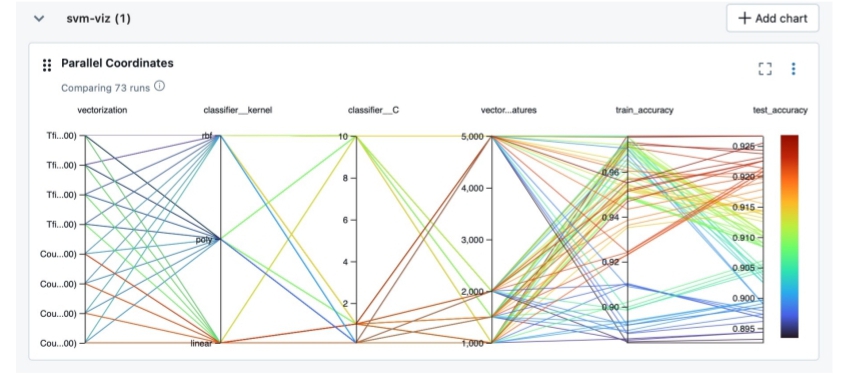 svm-viz (1)
+ Add chart
Parallel Coordinates
Comparing 73 runs
vectorization classifier__kernel classifier__C vector...atures train_accuracy test_accuracy
Tfi...00) rbf 10 5,000 0.925
Tfi...00) 8 0.96 0.920
Tfi...00) 4,000 0.915
Tfi...00) poly 6 3,000 0.94 0.910
Cou...00) 4 0.92 0.905
Cou...00) 2,000 0.900
Cou...00) 2 0.90 0.895
Cou...00) linear 1,000